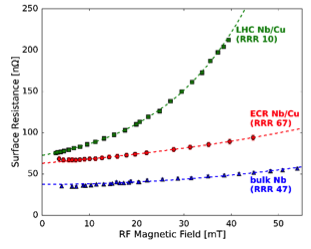 250
200
150
100
50
0
Surface Resistance [nΩ]
LHC Nb/Cu
(RRR 10)
ECR Nb/Cu
(RRR 67)
bulk Nb
(RRR 47)
0 10 20 30 40 50
RF Magnetic Field [mT]